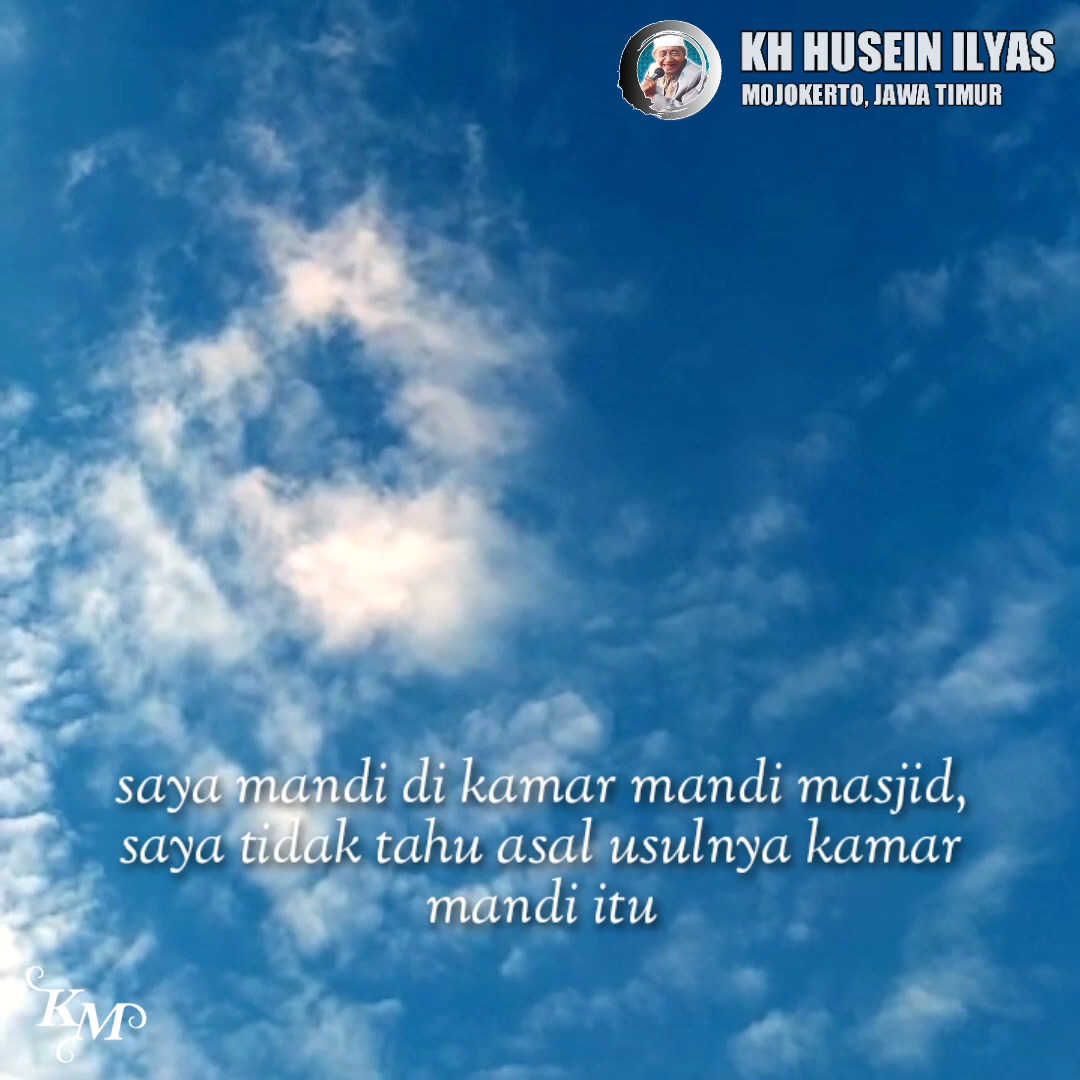 KH HUSEIN ILYAS
MOJOKERTO, JAWA TIMUR
saya mandi di kamar mandi masjid,
saya tidak tahu asal usulnya kamar
mandi itu
KM